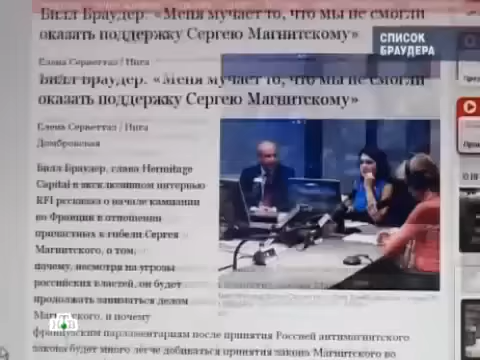 Билл Браудер: «Меня мучает то, что мы не смогли
оказать поддержку Сергею Магнитскому»
СПИСОК
БРАУДЕРА
Елена Серветтаз / Инга
Билл Браудер: «Меня мучает то, что мы не смогли
оказать поддержку Сергею Магнитскому»
Елена Серветтаз / Инга
Домбровская
Билл Браудер, глава Hermitage
Capital в эксклюзивном интервью
RFI рассказал о начале кампании
во Франции в отношении
причастных к гибели Сергея
Магнитского, о том,
почему, несмотря на угрозы
российских властей, он будет
продолжать заниматься делом
Магнитского, и почему
французским парламентариям после принятия Россией антимагнитского
закона будет много легче добиваться принятия закона Магнитского во
НТВ